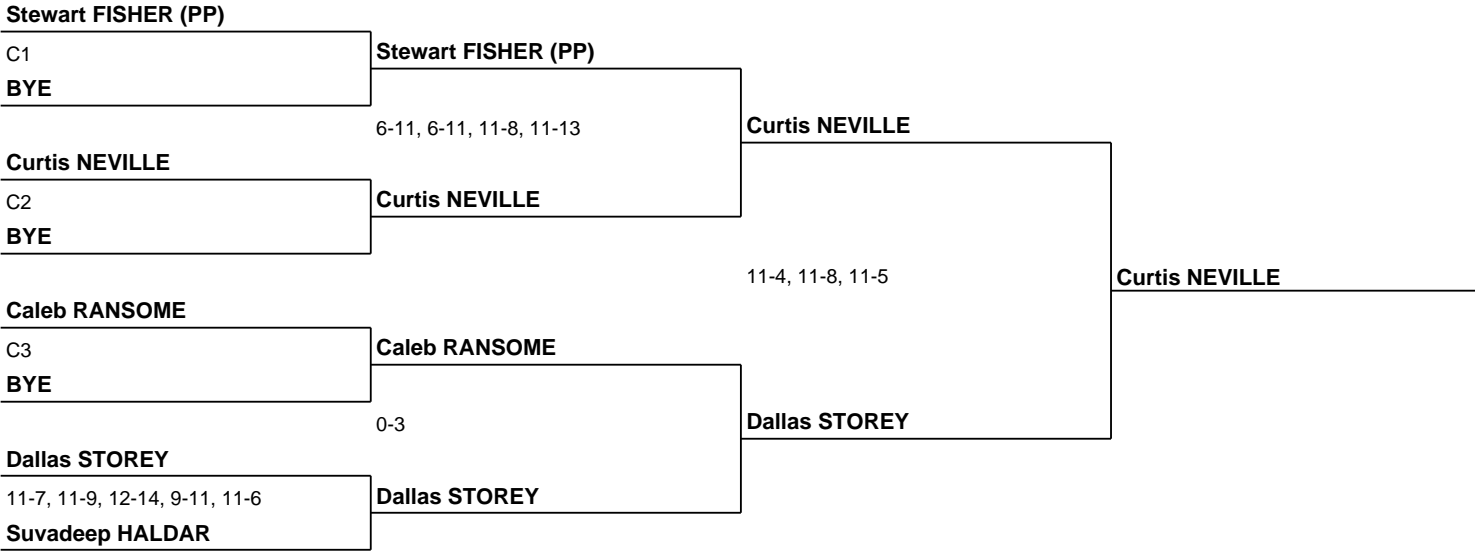 Stewart FISHER (PP)
C1
BYE
Stewart FISHER (PP)
6-11, 6-11, 11-8, 11-13
Curtis NEVILLE
C2
BYE
Curtis NEVILLE
Curtis NEVILLE
11-4, 11-8, 11-5
Curtis NEVILLE
Caleb RANSOME
C3
BYE
Caleb RANSOME
0-3
Dallas STOREY
Dallas STOREY
11-7, 11-9, 12-14, 9-11, 11-6
Suvadeep HALDAR
Dallas STOREY